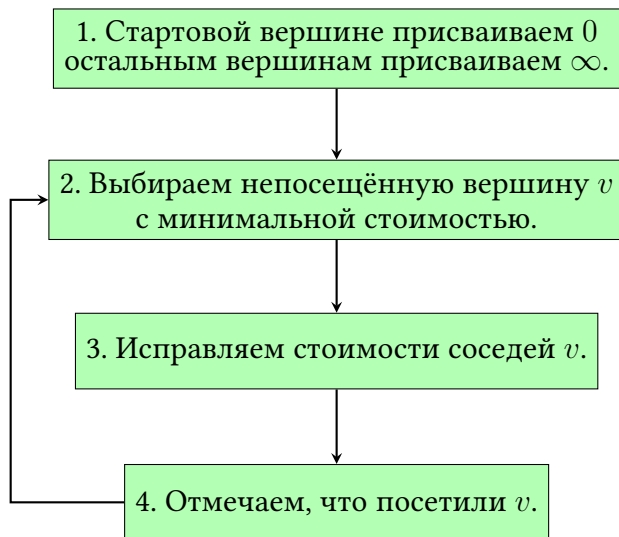 1. Стартовой вершине присваиваем 0
остальным вершинам присваиваем ∞.
2. Выбираем непосещённую вершину v
с минимальной стоимостью.
3. Исправляем стоимости соседей v.
4. Отмечаем, что посетили v.